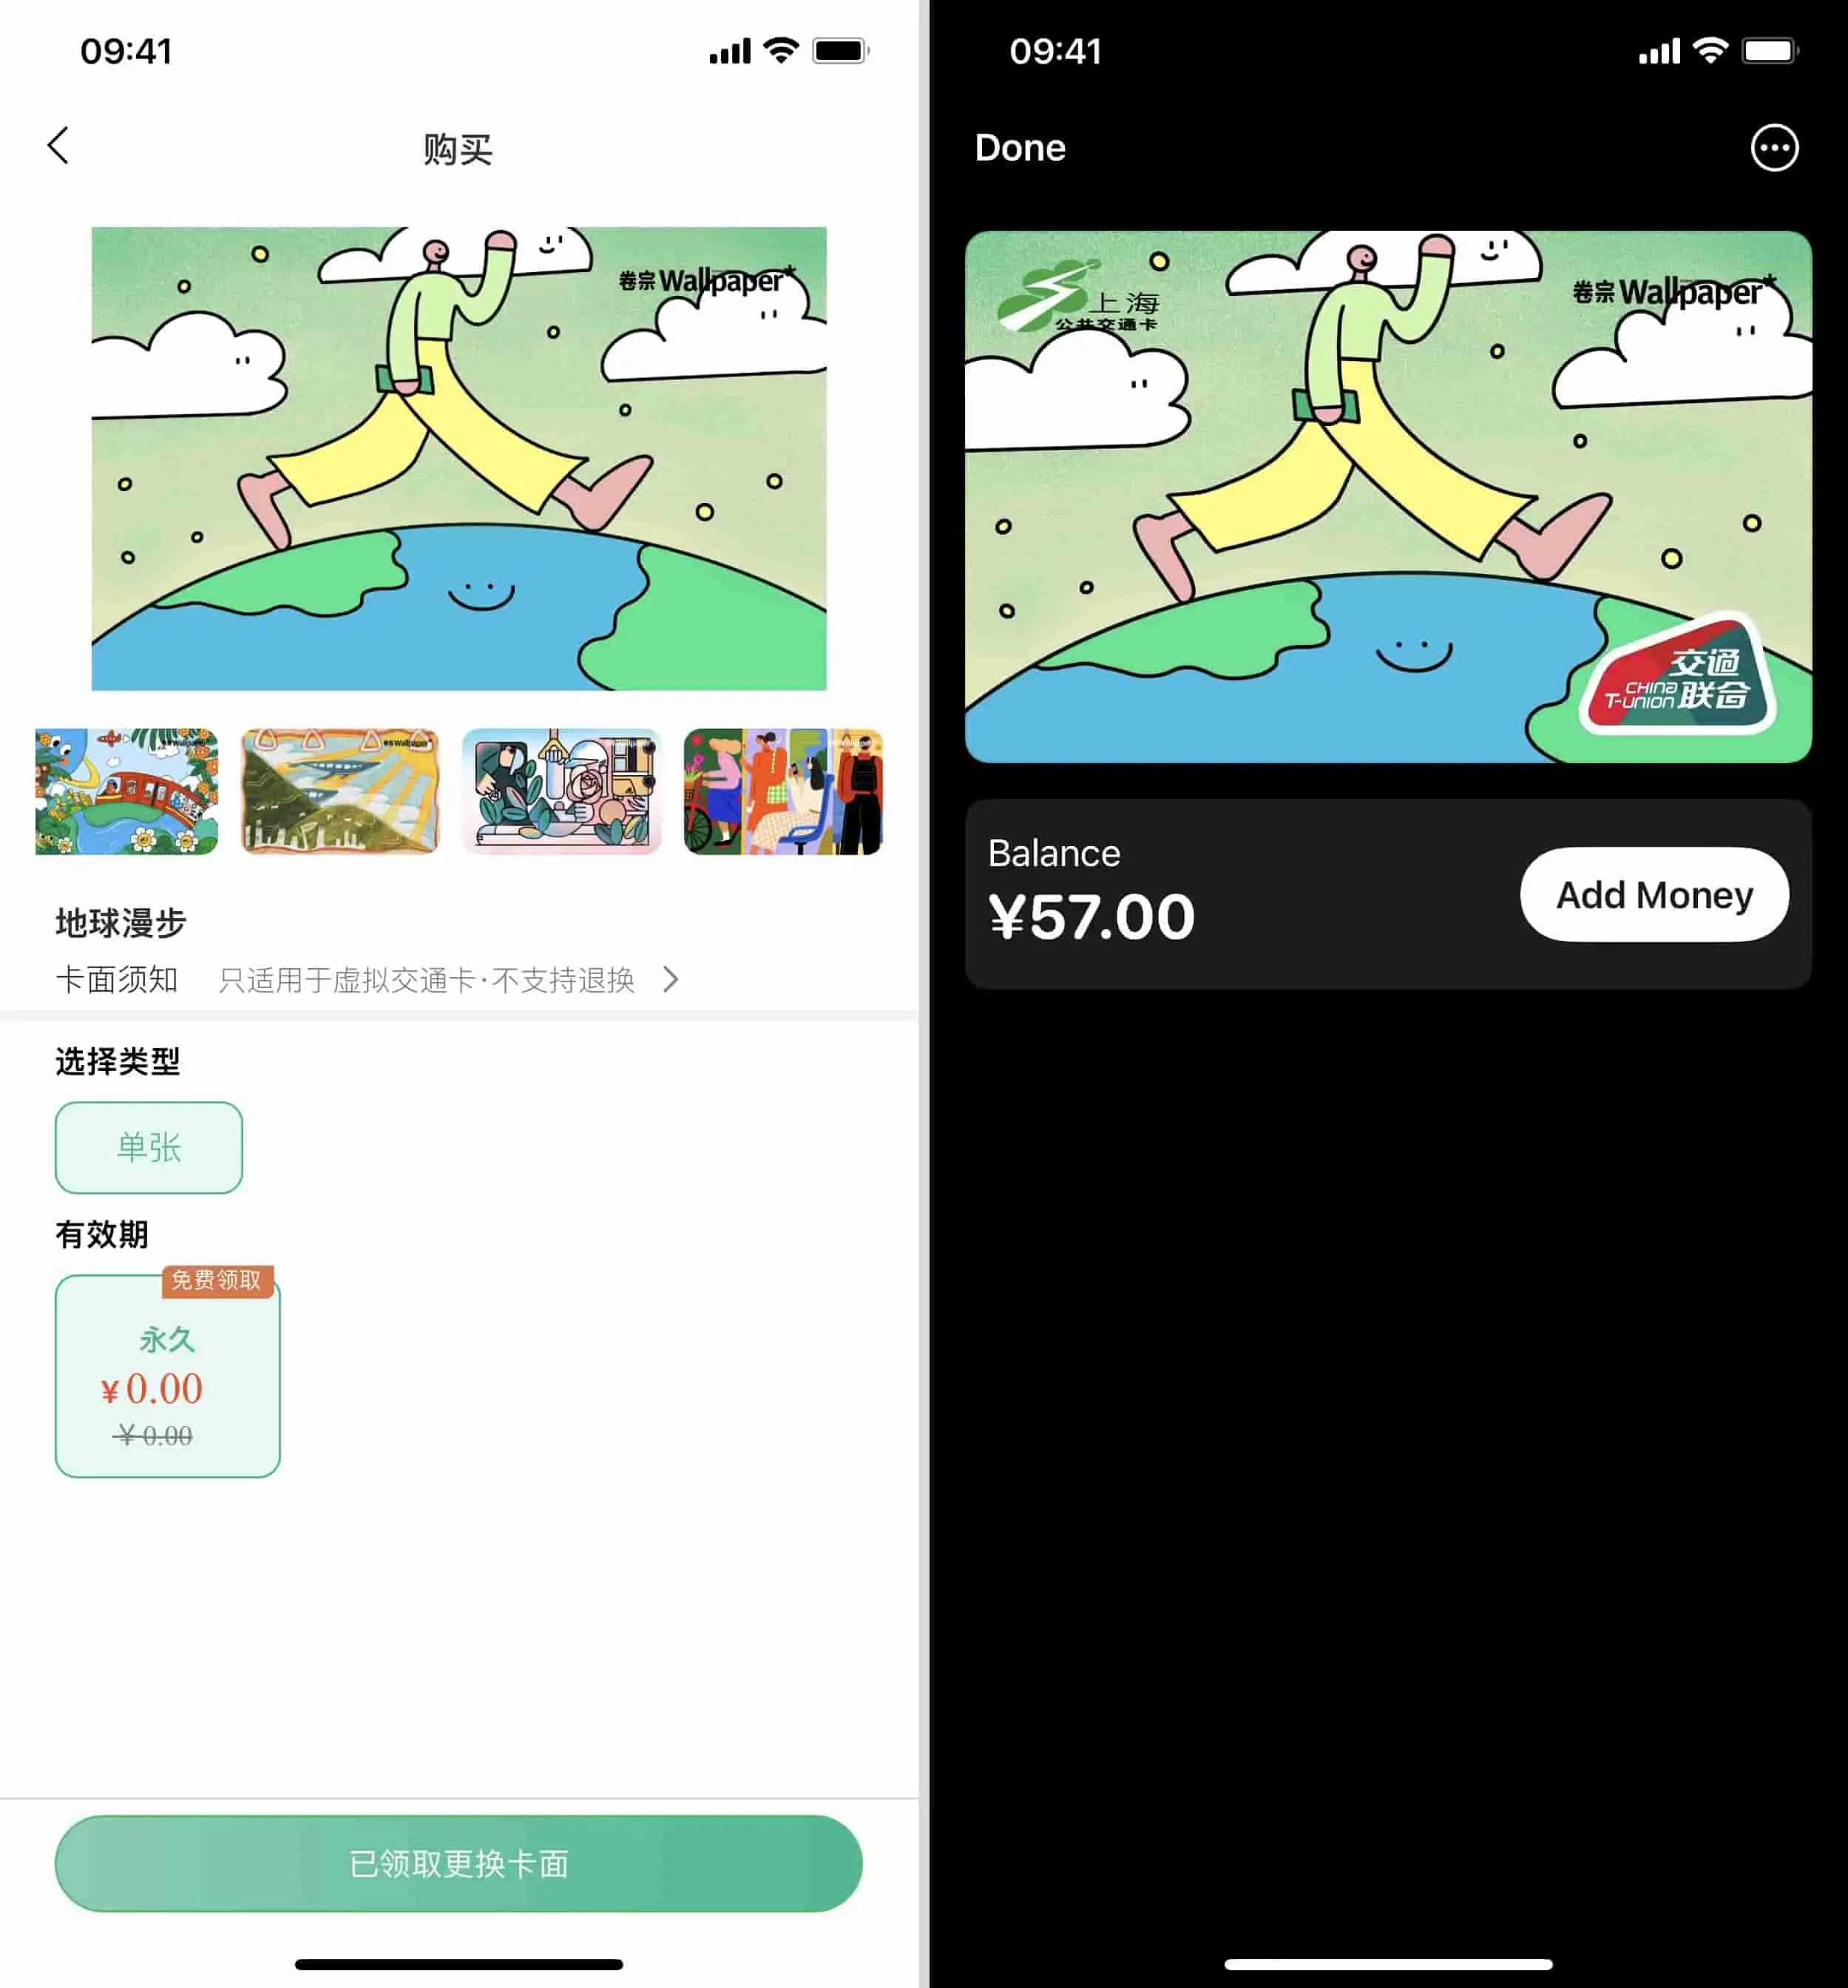 09:41
购买
卷宗 Wallpaper*
卷宗 Wallpaper*
地球漫步
卡面须知 只适用于虚拟交通卡·不支持退换
选择类型
单张
有效期
免费领取
永久
¥0.00
¥0.00
已领取更换卡面
09:41
Done
上海
公共交通卡
卷宗 Wallpaper*
交通
联合
CHINA
T-UNION
Balance
¥57.00
Add Money